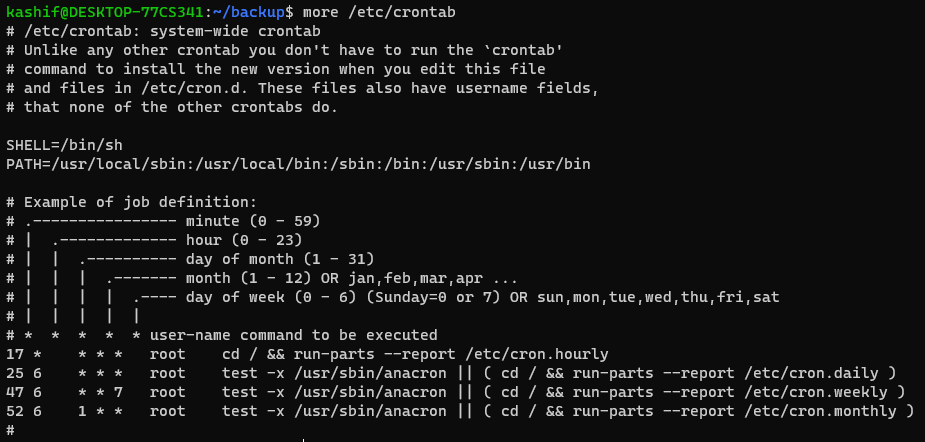 kashif@DESKTOP-77CS341:~/backup$ more /etc/crontab
# /etc/crontab: system-wide crontab
# Unlike any other crontab you don't have to run the `crontab'
# command to install the new version when you edit this file
# and files in /etc/cron.d. These files also have username fields,
# that none of the other crontabs do.

SHELL=/bin/sh
PATH=/usr/local/sbin:/usr/local/bin:/sbin:/bin:/usr/sbin:/usr/bin

# Example of job definition:
# .---------------- minute (0 - 59)
# |  .------------- hour (0 - 23)
# |  |  .---------- day of month (1 - 31)
# |  |  |  .------- month (1 - 12) OR jan,feb,mar,apr ...
# |  |  |  |  .---- day of week (0 - 6) (Sunday=0 or 7) OR sun,mon,tue,wed,thu,fri,sat
# |  |  |  |  |
# *  *  *  *  * user-name command to be executed
17 *    * * *   root    cd / && run-parts --report /etc/cron.hourly
25 6    * * *   root    test -x /usr/sbin/anacron || ( cd / && run-parts --report /etc/cron.daily )
47 6    * * 7   root    test -x /usr/sbin/anacron || ( cd / && run-parts --report /etc/cron.weekly )
52 6    1 * *   root    test -x /usr/sbin/anacron || ( cd / && run-parts --report /etc/cron.monthly )
#